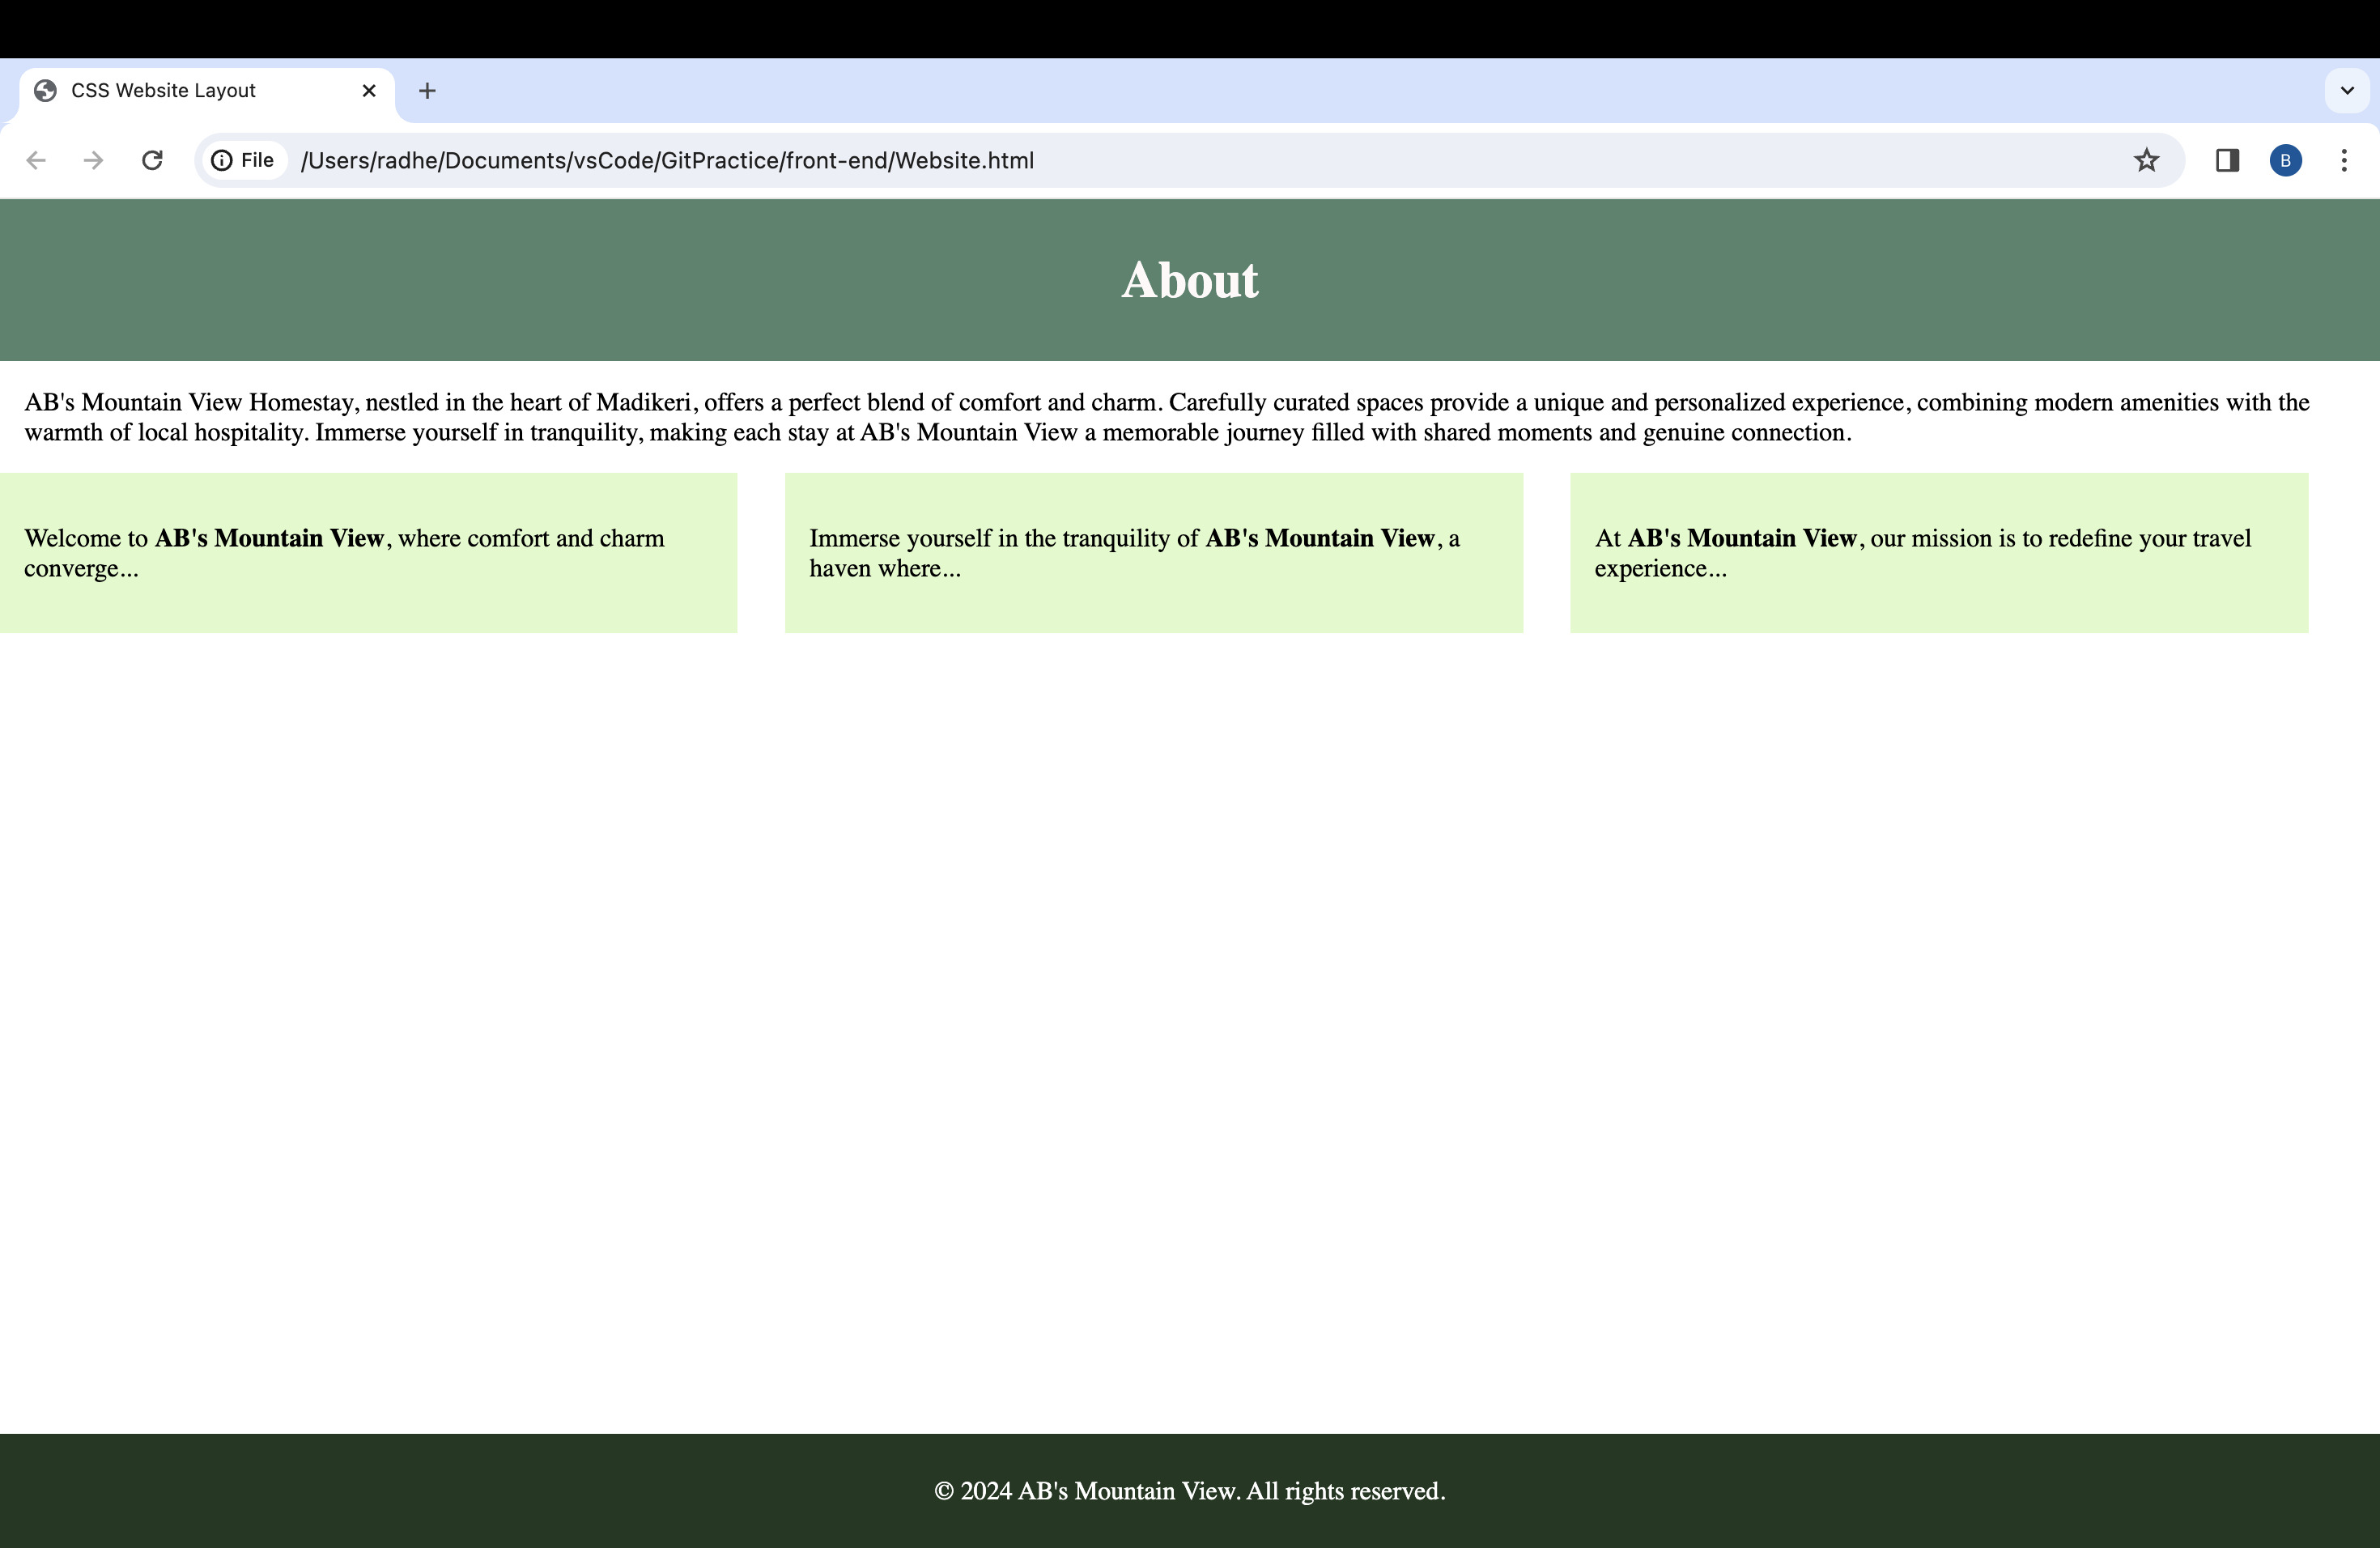 CSS Website Layout
File /Users/radhe/Documents/vsCode/GitPractice/front-end/Website.html
B
About
AB's Mountain View Homestay, nestled in the heart of Madikeri, offers a perfect blend of comfort and charm. Carefully curated spaces provide a unique and personalized experience, combining modern amenities with the
warmth of local hospitality. Immerse yourself in tranquility, making each stay at AB's Mountain View a memorable journey filled with shared moments and genuine connection.
Welcome to AB's Mountain View, where comfort and charm
converge...
Immerse yourself in the tranquility of AB's Mountain View, a
haven where...
At AB's Mountain View, our mission is to redefine your travel
experience...
© 2024 AB's Mountain View. All rights reserved.